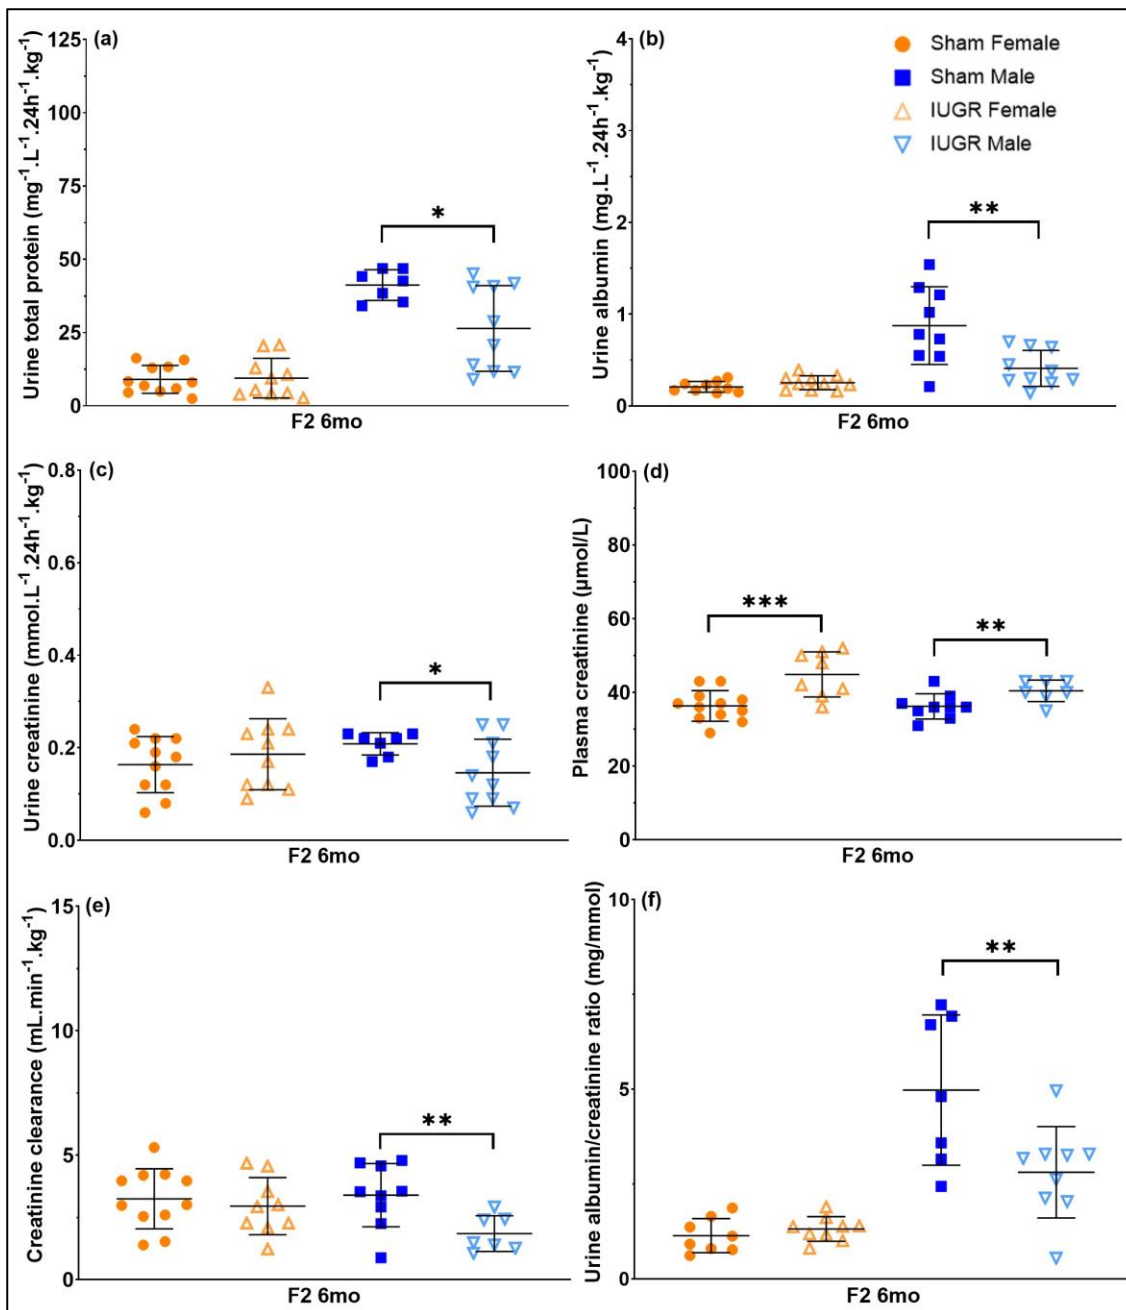 (a)
Urine total protein (mg⁻¹.L⁻¹.24h⁻¹.kg⁻¹)
125
100
75
50
25
0
*
F2 6mo
(b)
Urine albumin (mg.L⁻¹.24h⁻¹.kg⁻¹)
4
3
2
1
0
Sham Female
Sham Male
IUGR Female
IUGR Male
**
F2 6mo
(c)
Urine creatinine (mmol.L⁻¹.24h⁻¹.kg⁻¹)
0.8
0.6
0.4
0.2
0.0
*
F2 6mo
(d)
Plasma creatinine (µmol/L)
100
80
60
40
20
0
***
**
F2 6mo
(e)
Creatinine clearance (mL.min⁻¹.kg⁻¹)
15
10
5
0
**
F2 6mo
(f)
Urine albumin/creatinine ratio (mg/mmol)
10
5
0
**
F2 6mo